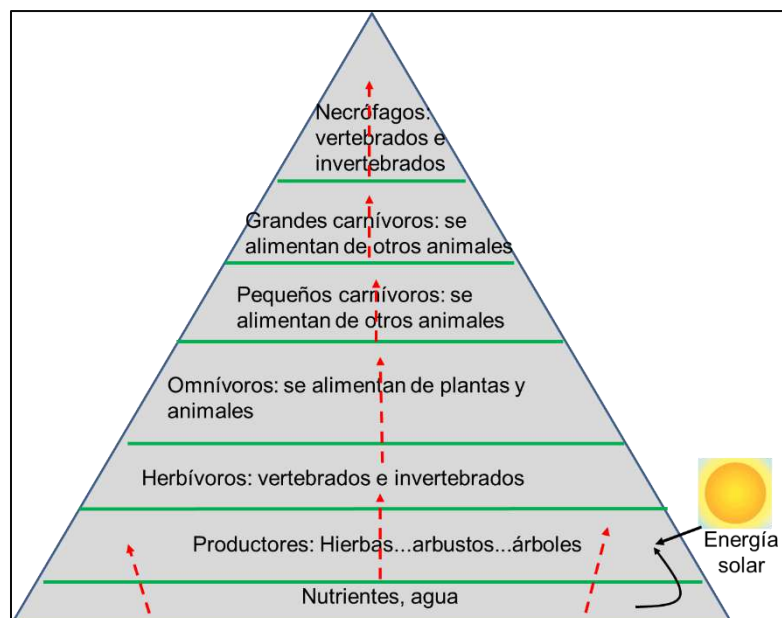 Necrófagos:
vertebrados e
invertebrados
Grandes carnívoros: se
alimentan de otros animales
Pequeños carnívoros: se
alimentan de otros animales
Omnívoros: se alimentan de plantas y
animales
Herbívoros: vertebrados e invertebrados
Productores: Hierbas...arbustos...árboles
Energía
solar
Nutrientes, agua